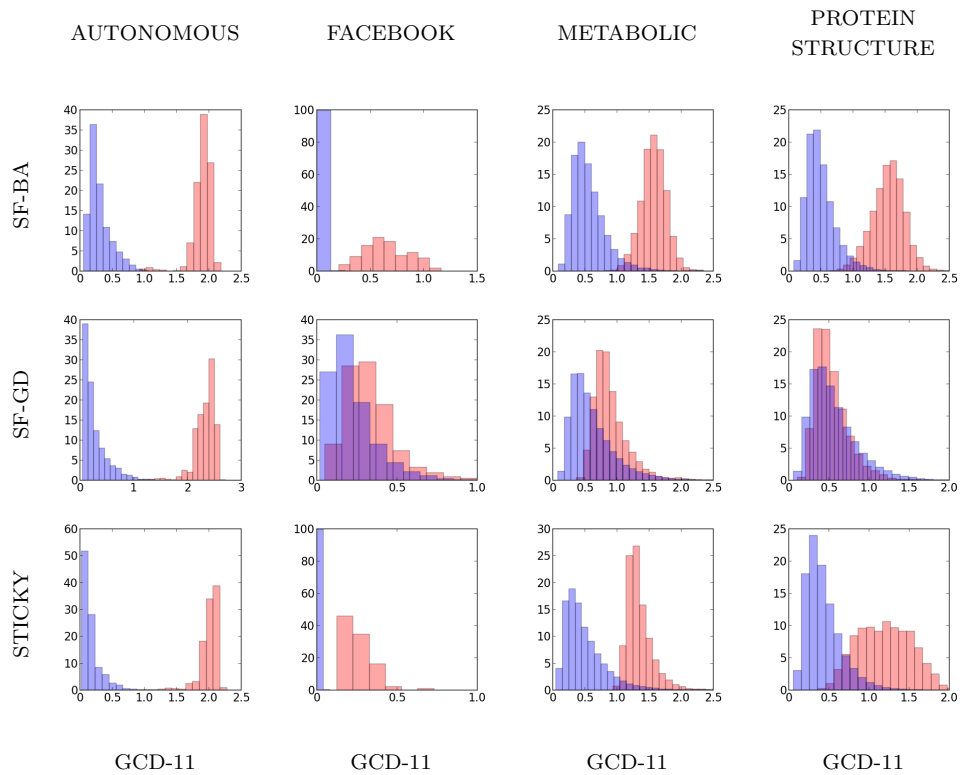 AUTONOMOUS FACEBOOK METABOLIC PROTEIN STRUCTURE
SF-BA
40 35 30 25 20 15 10 5 0
0 0.5 1.0 1.5 2.0 2.5
100 80 60 40 20 0
0 0.5 1.0 1.5
25 20 15 10 5 0
0 0.5 1.0 1.5 2.0 2.5
25 20 15 10 5 0
0 0.5 1.0 1.5 2.0 2.5
SF-GD
40 35 30 25 20 15 10 5 0
0 1 2 3
40 35 30 25 20 15 10 5 0
0 0.5 1.0
25 20 15 10 5 0
0 0.5 1.0 1.5 2.0 2.5
25 20 15 10 5 0
0 0.5 1.0 1.5 2.0
STICKY
60 50 40 30 20 10 0
0 0.5 1.0 1.5 2.0 2.5
100 80 60 40 20 0
0 0.5 1.0
30 25 20 15 10 5 0
0 0.5 1.0 1.5 2.0 2.5
25 20 15 10 5 0
0 0.5 1.0 1.5 2.0
GCD-11 GCD-11 GCD-11 GCD-11